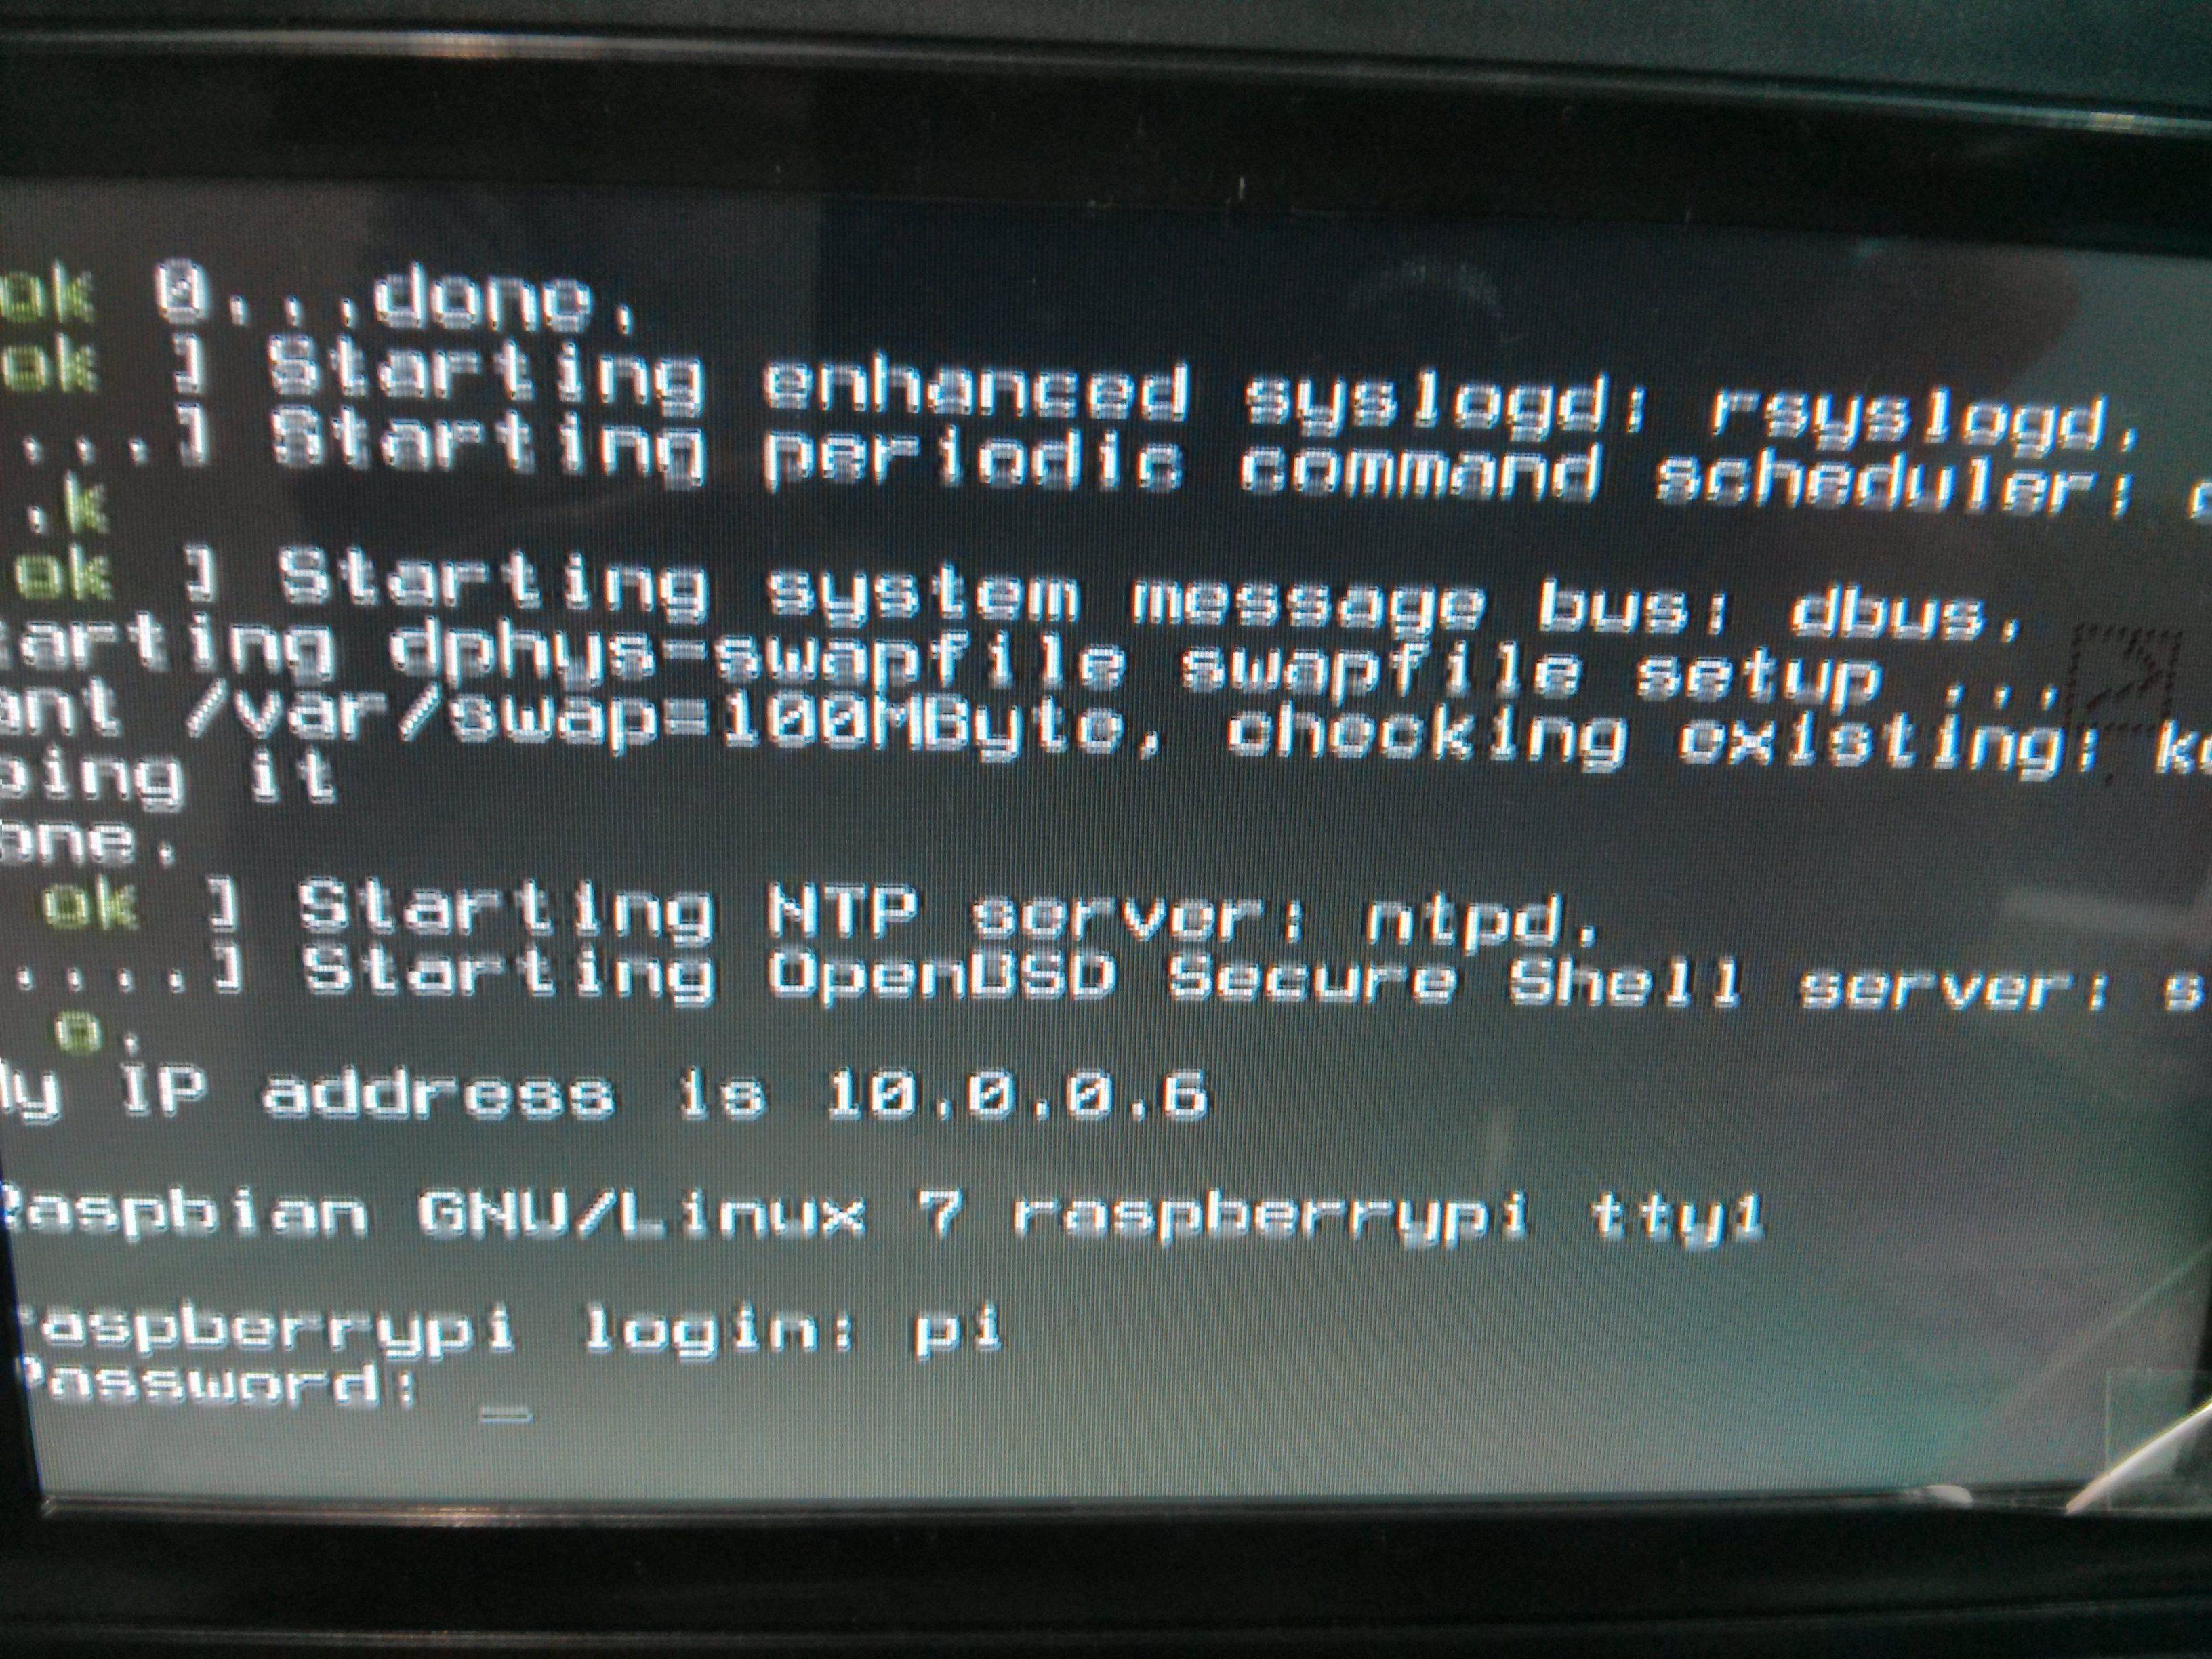 ok 0...done.
ok ] Starting enhanced syslogd: rsyslogd.
...] Starting periodic command scheduler: c
.k
ok ] Starting system message bus: dbus.
arting dphys-swapfile swapfile setup ...
ant /var/swap=100MByte, checking existing: ke
ping it
one.
ok ] Starting NTP server: ntpd.
....] Starting OpenBSD Secure Shell server: s
0.
My IP address is 10.0.0.6
Raspbian GNU/Linux 7 raspberrypi tty1
raspberrypi login: pi
Password: _